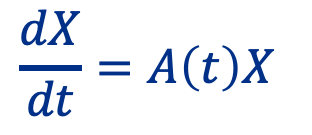 dX/dt = A(t)X